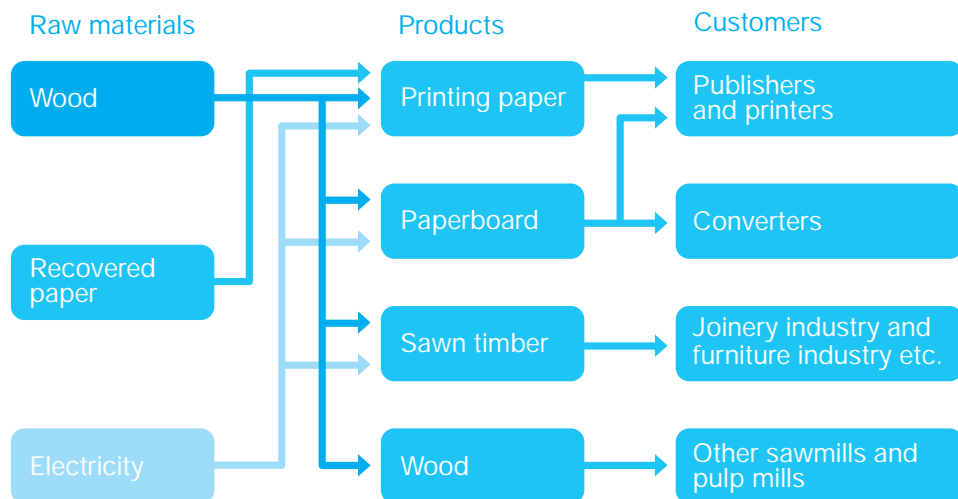 Raw materials
Products
Customers
Wood
Printing paper
Publishers
and printers
Paperboard
Converters
Recovered
paper
Sawn timber
Joinery industry and
furniture industry etc.
Electricity
Wood
Other sawmills and
pulp mills